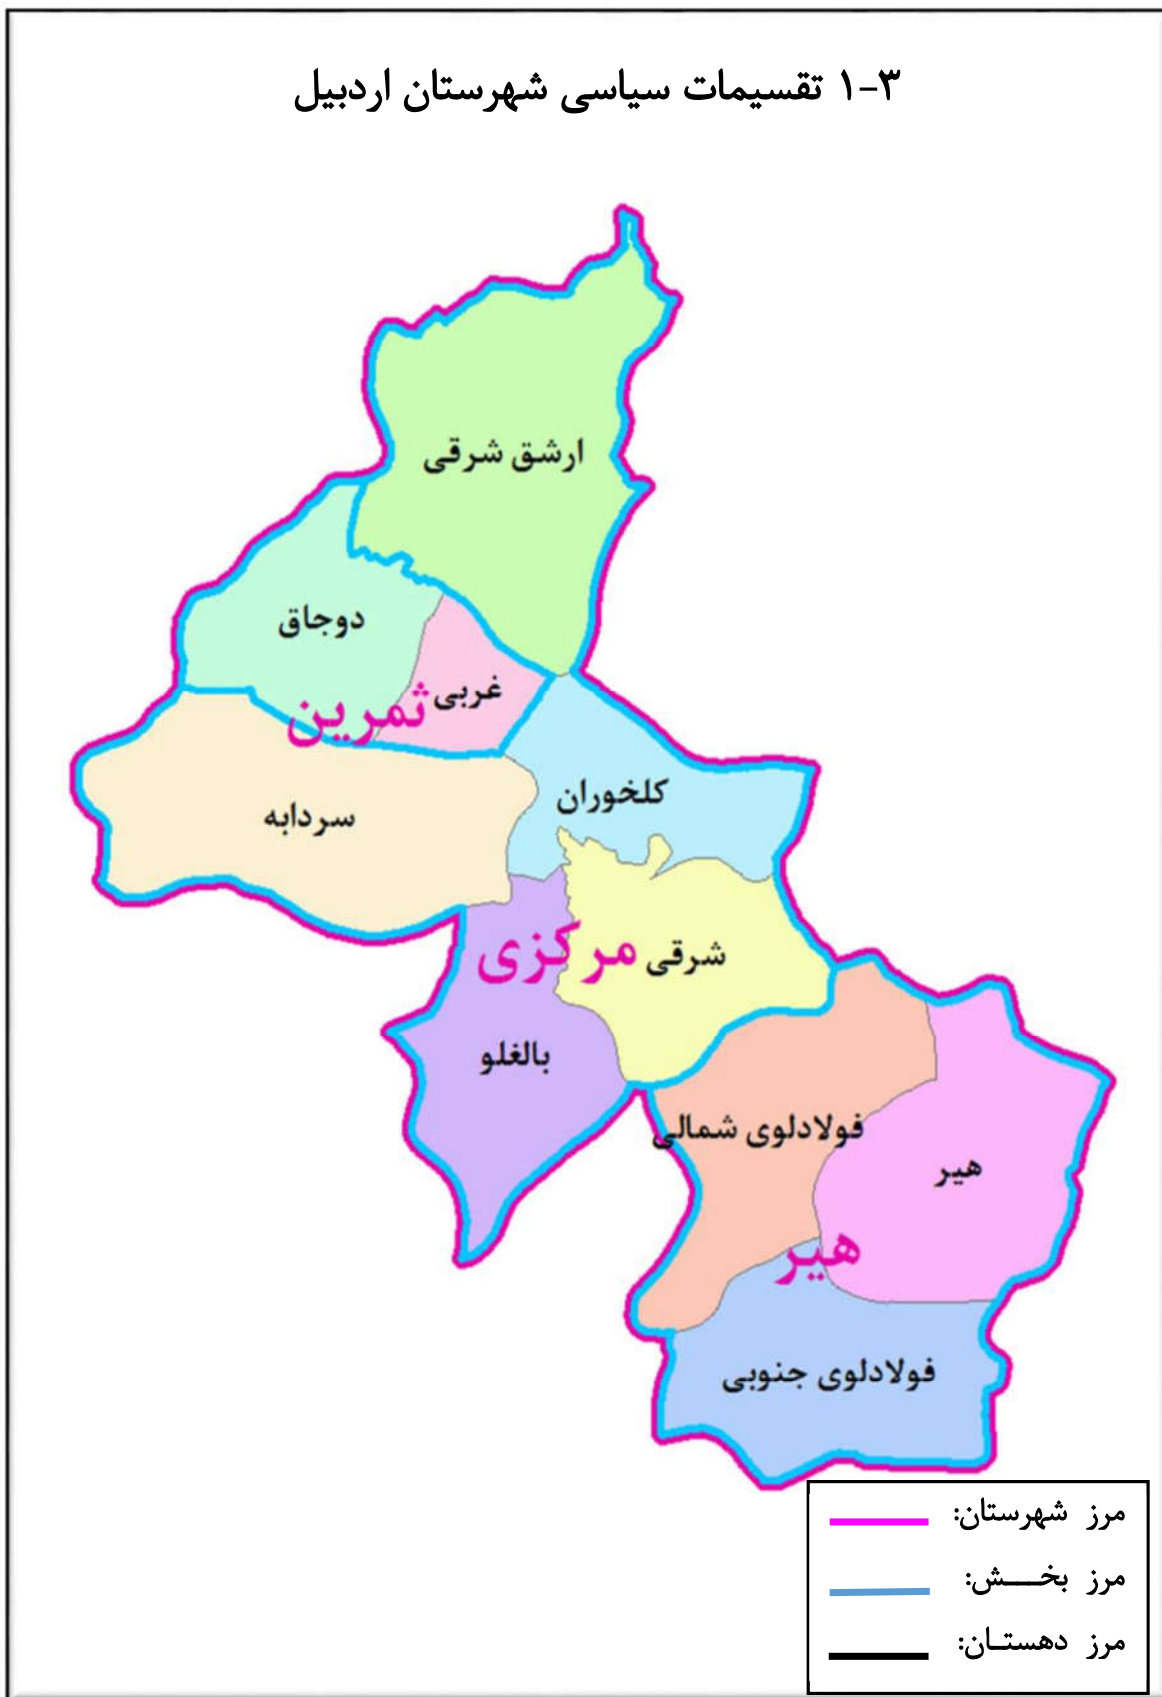 ۱-۳ تقسیمات سیاسی شهرستان اردبیل
ارشق شرقی
دوجاق
غربی
ثمرین
کلخوران
سردابه
شرقی
مرکزی
بالغلو
فولادلوی شمالی
هیر
هیر
فولادلوی جنوبی
مرز شهرستان:
مرز بخـــش:
مرز دهستـان: